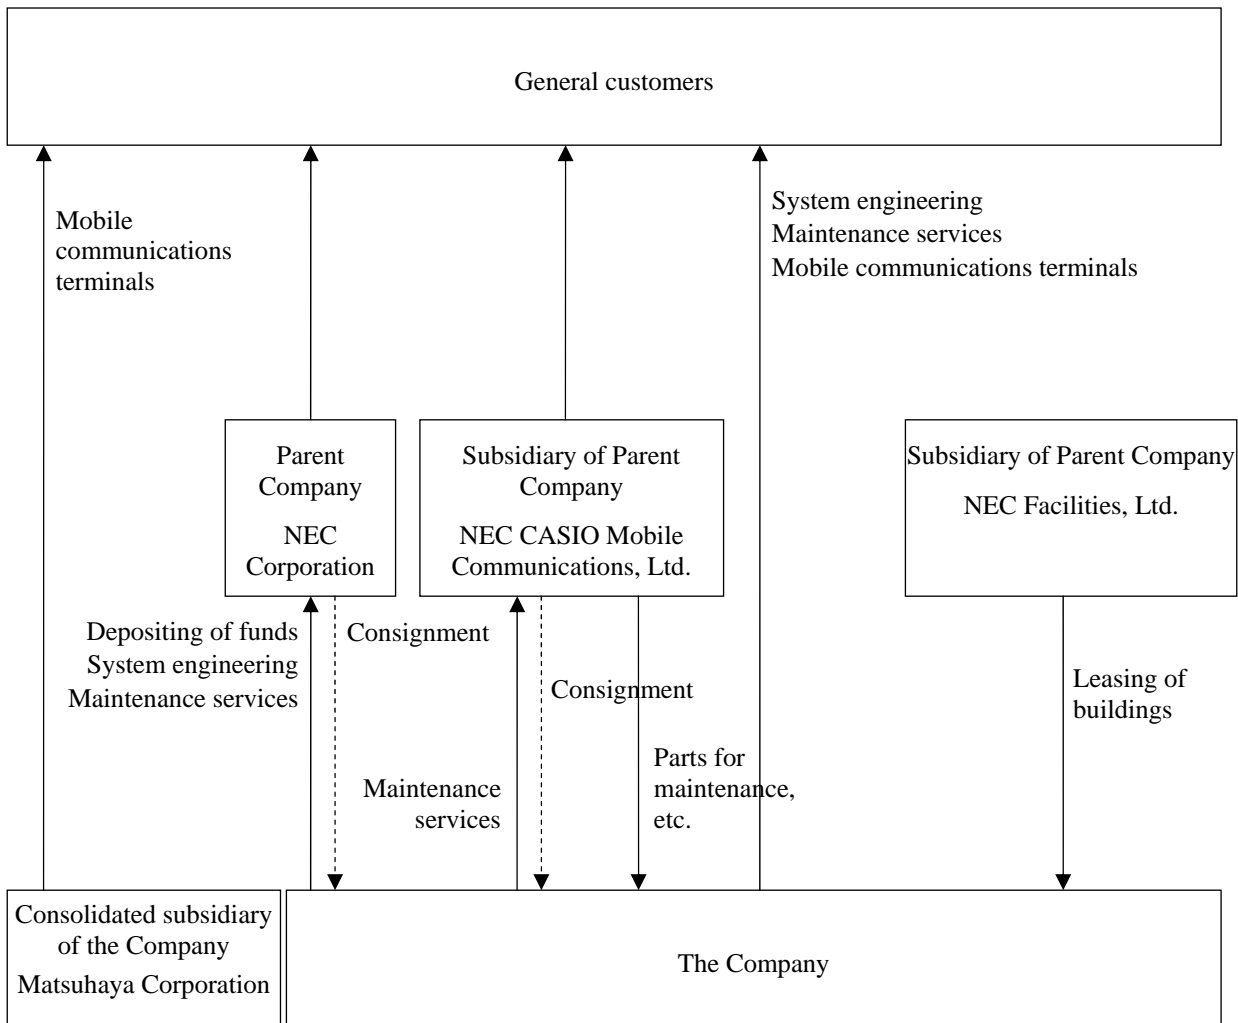 General customers
Mobile
communications
terminals
System engineering
Maintenance services
Mobile communications terminals
Parent
Company
NEC
Corporation
Subsidiary of Parent
Company
NEC CASIO Mobile
Communications, Ltd.
Subsidiary of Parent Company
NEC Facilities, Ltd.
Depositing of funds
System engineering
Maintenance services
Consignment
Maintenance
services
Consignment
Parts for
maintenance,
etc.
Leasing of
buildings
Consolidated subsidiary
of the Company
Matsuhaya Corporation
The Company